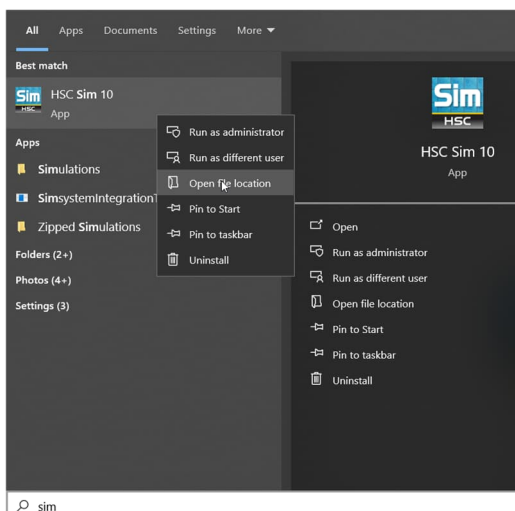 All Apps Documents Settings More
Best match
Sim
HSC
HSC Sim 10
App
Apps
Simulations
Zipped Simulations
Folders (2+)
Photos (4+)
Settings (3)
Run as administrator
Run as different user
Open file location
Pin to Start
Pin to taskbar
Uninstall
Sim
HSC
HSC Sim 10
App
Open
Run as administrator
Run as different user
Open file location
Pin to Start
Pin to taskbar
Uninstall
sim